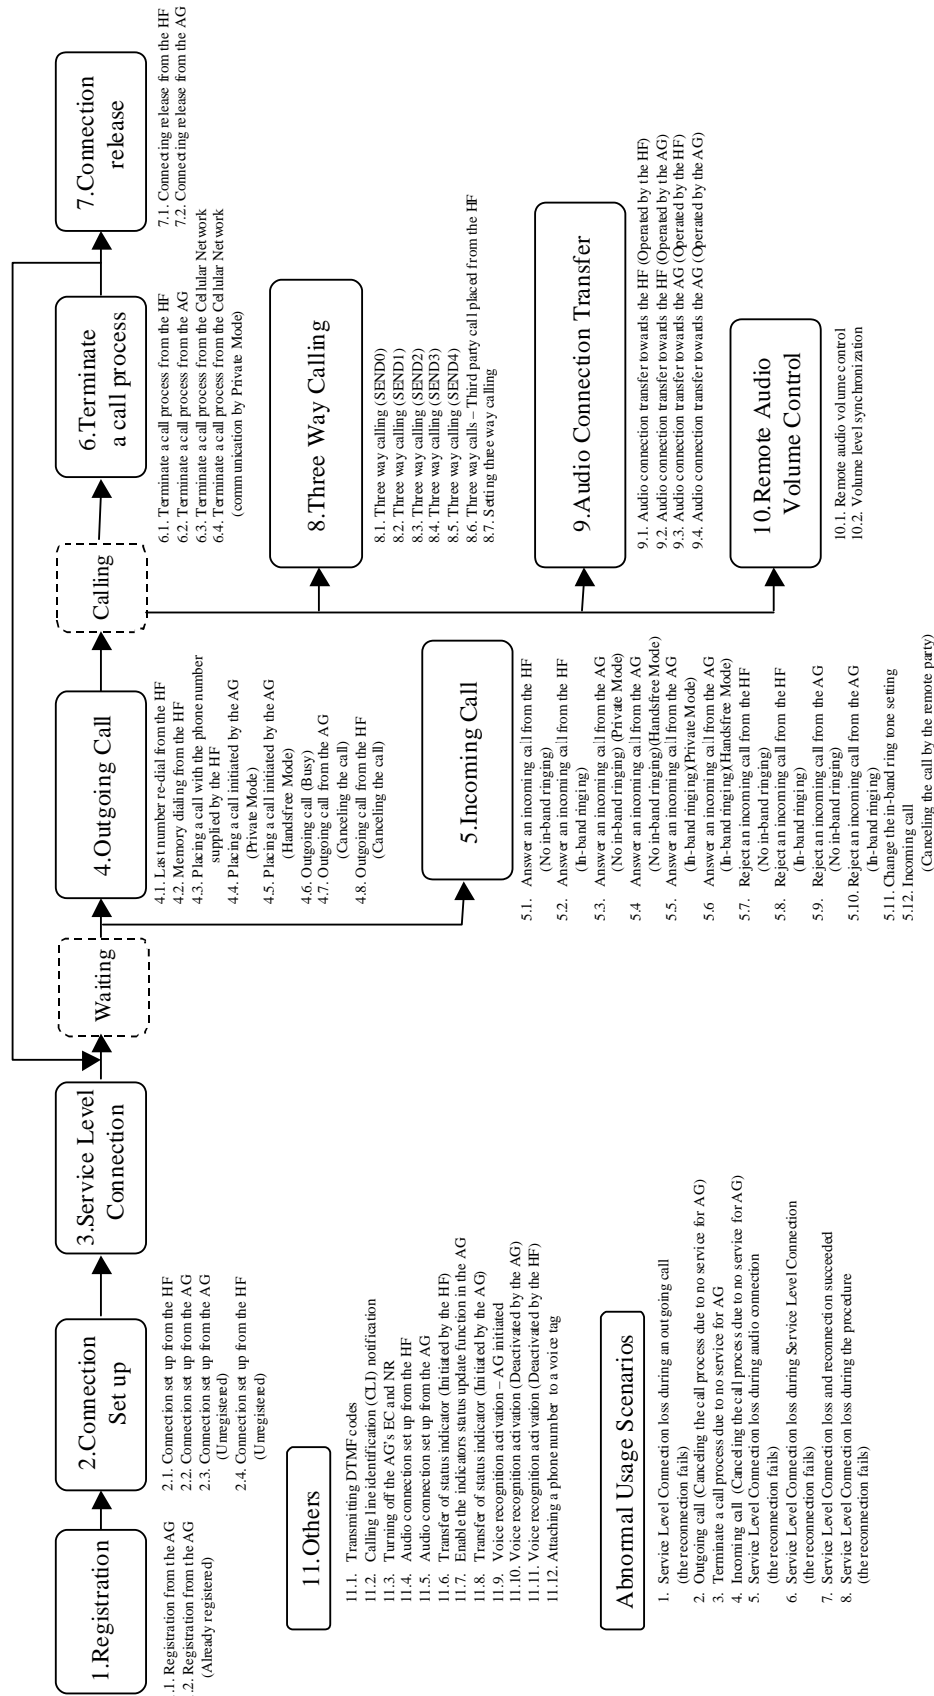 1.Registration
.1. Registration from the AG
.2. Registration from the AG
(Already registered)
2.Connection
Set up
2.1. Connection set up from the HF
2.2. Connection set up from the AG
2.3. Connection set up from the AG
(Unregistered)
2.4. Connection set up from the HF
(Unregistered)
3.Service Level
Connection
Waiting
4.Outgoing Call
4.1. Last number re-dial from the HF
4.2. Memory dialing from the HF
4.3. Placing a call with the phone number
supplied by the HF
4.4. Placing a call initiated by the AG
(Private Mode)
4.5. Placing a call initiated by the AG
(Handsfree Mode)
4.6. Outgoing call (Busy)
4.7. Outgoing call from the AG
(Canceling the call)
4.8. Outgoing call from the HF
(Canceling the call)
Calling
6.Terminate
a call process
6.1. Terminate a call process from the HF
6.2. Terminate a call process from the AG
6.3. Terminate a call process from the Cellular Network
6.4. Terminate a call process from the Cellular Network
(communication by Private Mode)
7.Connection
release
7.1. Connecting release from the HF
7.2. Connecting release from the AG
5.Incoming Call
5.1. Answer an incoming call from the HF
(No in-band ringing)
5.2. Answer an incoming call from the HF
(In-band ringing)
5.3. Answer an incoming call from the AG
(No in-band ringing) (Private Mode)
5.4 Answer an incoming call from the AG
(No in-band ringing)(Handsfree Mode)
5.5. Answer an incoming call from the AG
(In-band ringing)(Private Mode)
5.6 Answer an incoming call from the AG
(In-band ringing)(Handsfree Mode)
5.7. Reject an incoming call from the HF
(No in-band ringing)
5.8. Reject an incoming call from the HF
(In-band ringing)
5.9. Reject an incoming call from the AG
(No in-band ringing)
5.10. Reject an incoming call from the AG
(In-band ringing)
5.11. Change the in-band ring tone setting
5.12. Incoming call
(Canceling the call by the remote party)
8.Three Way Calling
8.1. Three way calling (SEND0)
8.2. Three way calling (SEND1)
8.3. Three way calling (SEND2)
8.4. Three way calling (SEND3)
8.5. Three way calling (SEND4)
8.6. Three way calls – Third party call placed from the HF
8.7. Setting three way calling
9.Audio Connection Transfer
9.1. Audio connection transfer towards the HF (Operated by the HF)
9.2. Audio connection transfer towards the HF (Operated by the AG)
9.3. Audio connection transfer towards the AG (Operated by the HF)
9.4. Audio connection transfer towards the AG (Operated by the AG)
10.Remote Audio
Volume Control
10.1. Remote audio volume control
10.2. Volume level synchronization
11.Others
11.1. Transmitting DTMF codes
11.2. Calling line identification (CLI) notification
11.3. Turning off the AG's EC and NR
11.4. Audio connection set up from the HF
11.5. Audio connection set up from the AG
11.6. Transfer of status indicator (Initiated by the HF)
11.7. Enable the indicators status update function in the AG
11.8. Transfer of status indicator (Initiated by the AG)
11.9. Voice recognition activation – AG initiated
11.10. Voice recognition activation (Deactivated by the AG)
11.11. Voice recognition activation (Deactivated by the HF)
11.12. Attaching a phone number to a voice tag
Abnormal Usage Scenarios
1. Service Level Connection loss during an outgoing call
(the reconnection fails)
2. Outgoing call (Canceling the call process due to no service for AG)
3. Terminate a call process due to no service for AG
4. Incoming call (Canceling the call process due to no service for AG)
5. Service Level Connection loss during audio connection
(the reconnection fails)
6. Service Level Connection loss during Service Level Connection
(the reconnection fails)
7. Service Level Connection loss and reconnection succeeded
8. Service Level Connection loss during the procedure
(the reconnection fails)